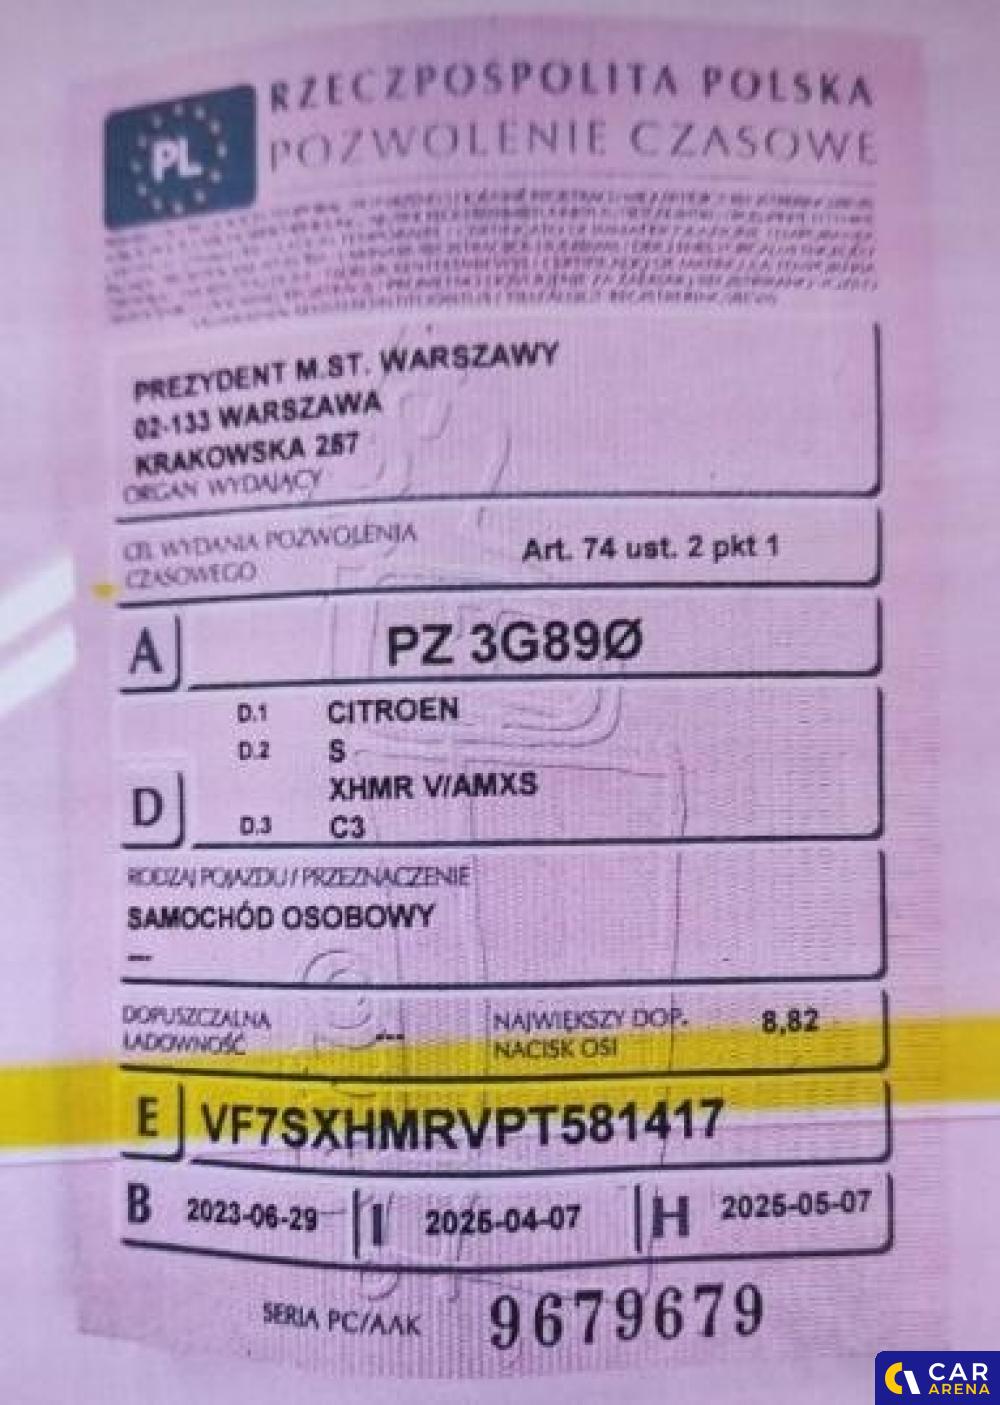 PL
RZECZPOSPOLITA POLSKA
POZWOLENIE CZASOWE
PREZYDENT M.ST. WARSZAWY
02-133 WARSZAWA
KRAKOWSKA 257
ORGAN WYDAJĄCY
CEL WYDANIA POZWOLENIA
CZASOWEGO
Art. 74 ust. 2 pkt 1
A PZ 3G89Ø
D.1 CITROEN
D.2 S
XHMR V/AMXS
D
D.3 C3
RODZAJ POJAZDU / PRZEZNACZENIE
SAMOCHÓD OSOBOWY
---
DOPUSZCZALNA
ŁADOWNOŚĆ
---
NAJWIĘKSZY DOP.
NACISK OSI
8,82
E VF7SXHMRVPT581417
B 2023-06-29 I 2025-04-07 H 2025-05-07
SERIA PC/AAK 9679679
CAR
ARENA